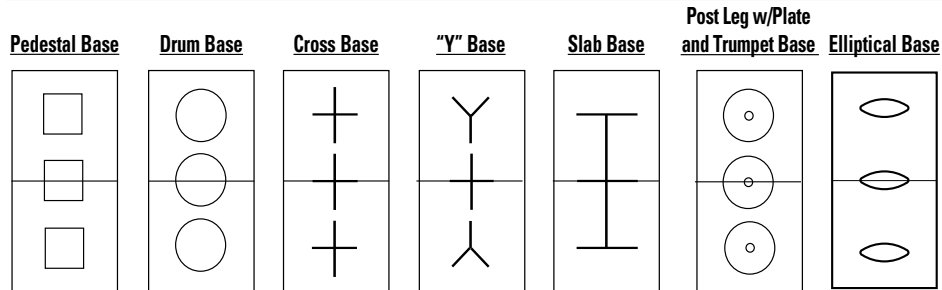 Pedestal Base
Drum Base
Cross Base
“Y” Base
Slab Base
Post Leg w/Plate
and Trumpet Base
Elliptical Base